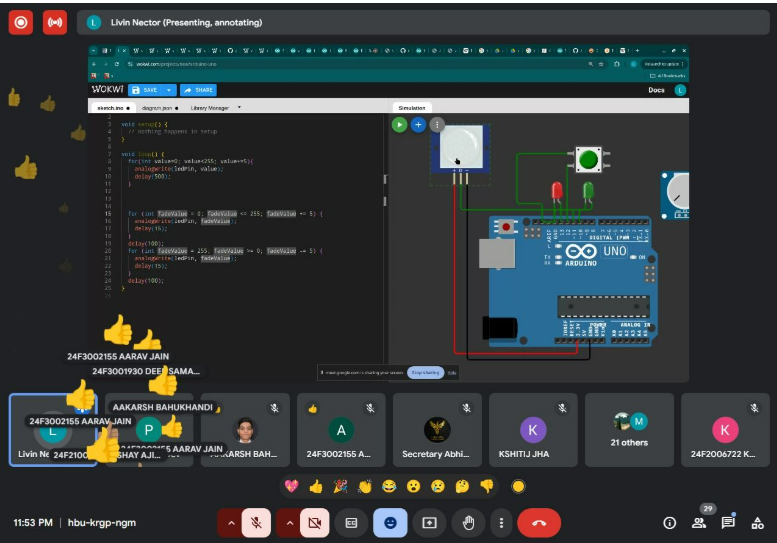 L Livin Nector (Presenting, annotating)
WOKWI SAVE SHARE Docs L
sketch.ino diagram.json Library Manager Simulation
2
3 void setup() {
4 // nothing happens in setup
5 }
6
7 void loop() {
8 for(int value=0; value<255; value+=5){
9 analogWrite(ledPin, value);
10 delay(500);
11 }
12
13
14
15 for (int fadeValue = 0; fadeValue <= 255; fadeValue += 5) {
16 analogWrite(ledPin, fadeValue);
17 delay(15);
18 }
19 delay(100);
20 for (int fadeValue = 255; fadeValue >= 0; fadeValue -= 5) {
21 analogWrite(ledPin, fadeValue);
22 delay(15);
23 }
24 delay(100);
25 }
DIGITAL (PWM ~)
UNO
ARDUINO
TX
RX
ON
POWER ANALOG IN
meet.google.com is sharing your screen. Stop sharing Hide
24F3002155 AARAV JAIN
24F3001930 DEEP SAMA...
AAKARSH BAHUKHANDI
24F3002155 AARAV JAIN
24F3002155 AARAV JAIN
Livin Ne
24F2100
SHAY AJI...
AAKARSH BAH...
A
24F3002155 A...
Secretary Abhi...
K
KSHITIJ JHA
M
21 others
K
24F2006722 K...
L
P
11:53 PM | hbu-krgp-ngm
29